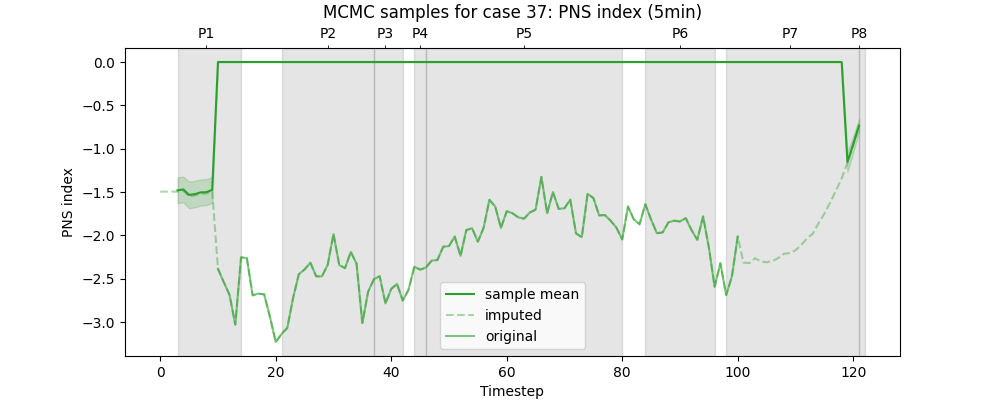 MCMC samples for case 37: PNS index (5min)
P1 P2 P3 P4 P5 P6 P7 P8
0.0
−0.5
−1.0
−1.5
−2.0
−2.5
−3.0
PNS index
sample mean
imputed
original
0 20 40 60 80 100 120
Timestep